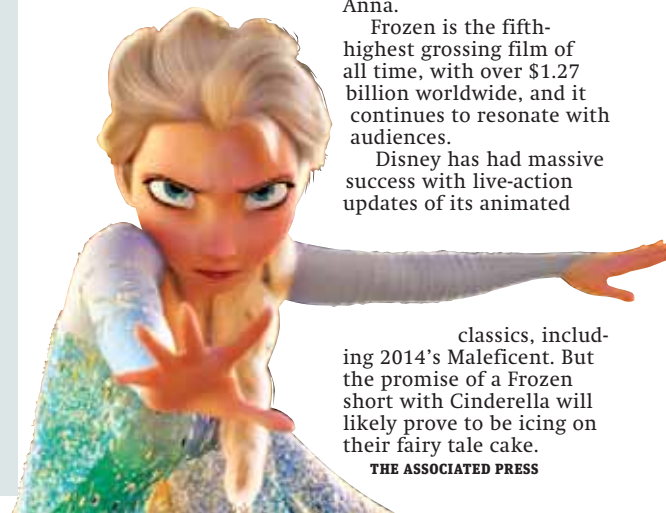 Anna.
Frozen is the fifth-
highest grossing film of
all time, with over $1.27
billion worldwide, and it
continues to resonate with
audiences.
Disney has had massive
success with live-action
updates of its animated
classics, includ-
ing 2014's Maleficent. But
the promise of a Frozen
short with Cinderella will
likely prove to be icing on
their fairy tale cake.
THE ASSOCIATED PRESS